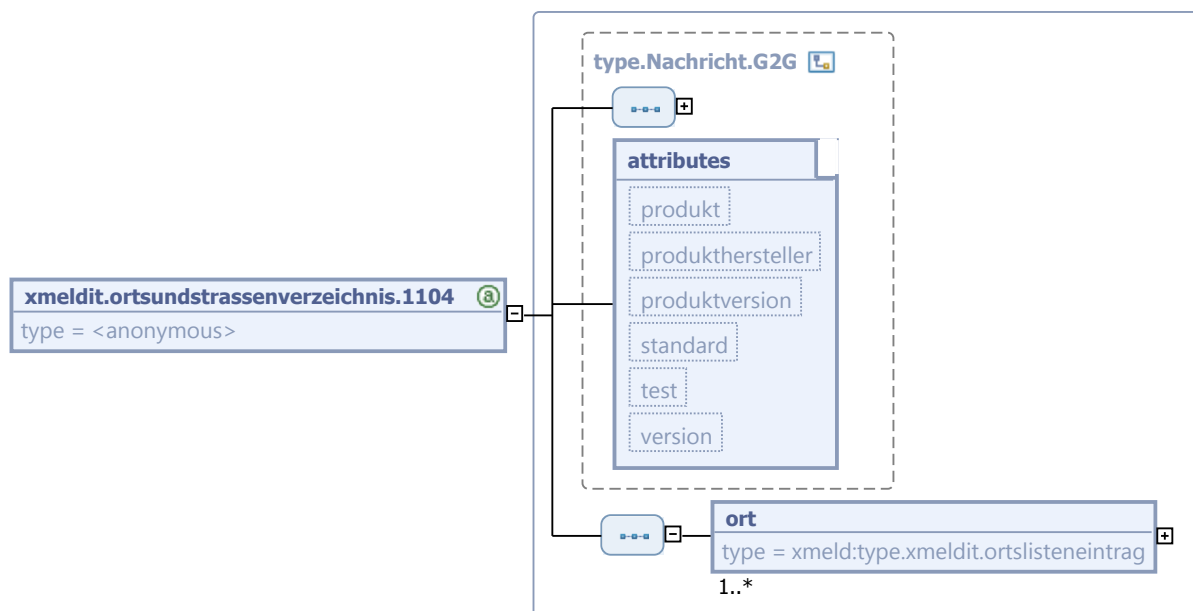 type.Nachricht.G2G
attributes
produkt
produkthersteller
produktversion
standard
test
version
xmeldit.ortsundstrassenverzeichnis.1104
type = <anonymous>
ort
type = xmeld:type.xmeldit.ortslisteneintrag
1..*